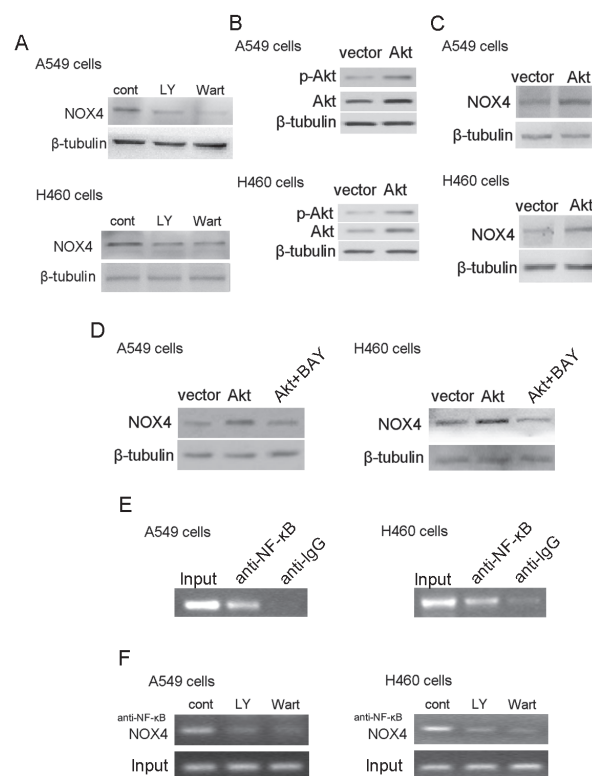 A
A549 cells
cont LY Wart
NOX4
β-tubulin
H460 cells
cont LY Wart
NOX4
β-tubulin
B
A549 cells
vector Akt
p-Akt
Akt
β-tubulin
H460 cells
vector Akt
p-Akt
Akt
β-tubulin
C
A549 cells
vector Akt
NOX4
β-tubulin
H460 cells
vector Akt
NOX4
β-tubulin
D
A549 cells
vector Akt Akt+BAY
NOX4
β-tubulin
H460 cells
vector Akt Akt+BAY
NOX4
β-tubulin
E
A549 cells
Input anti-NF-κB anti-IgG
H460 cells
Input anti-NF-κB anti-IgG
F
A549 cells
cont LY Wart
anti-NF-κB
NOX4
Input
H460 cells
cont LY Wart
anti-NF-κB
NOX4
Input